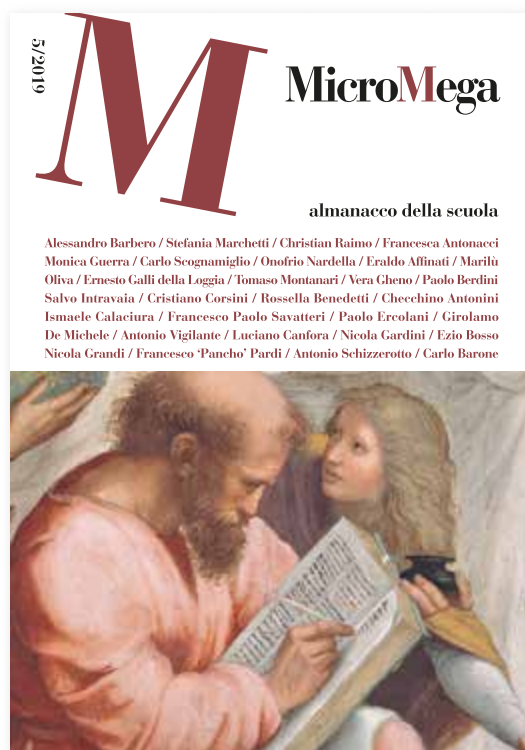 5/2019
M
MicroMega
almanacco della scuola
Alessandro Barbero / Stefania Marchetti / Christian Raimo / Francesca Antonacci
Monica Guerra / Carlo Scognamiglio / Onofrio Nardella / Eraldo Affinati / Marilù
Oliva / Ernesto Galli della Loggia / Tomaso Montanari / Vera Gheno / Paolo Berdini
Salvo Intravaia / Cristiano Corsini / Rossella Benedetti / Checchino Antonini
Ismaele Calaciura / Francesco Paolo Savatteri / Paolo Ercolani / Girolamo
De Michele / Antonio Vigilante / Luciano Canfora / Nicola Gardini / Ezio Bosso
Nicola Grandi / Francesco ‘Pancho’ Pardi / Antonio Schizzerotto / Carlo Barone